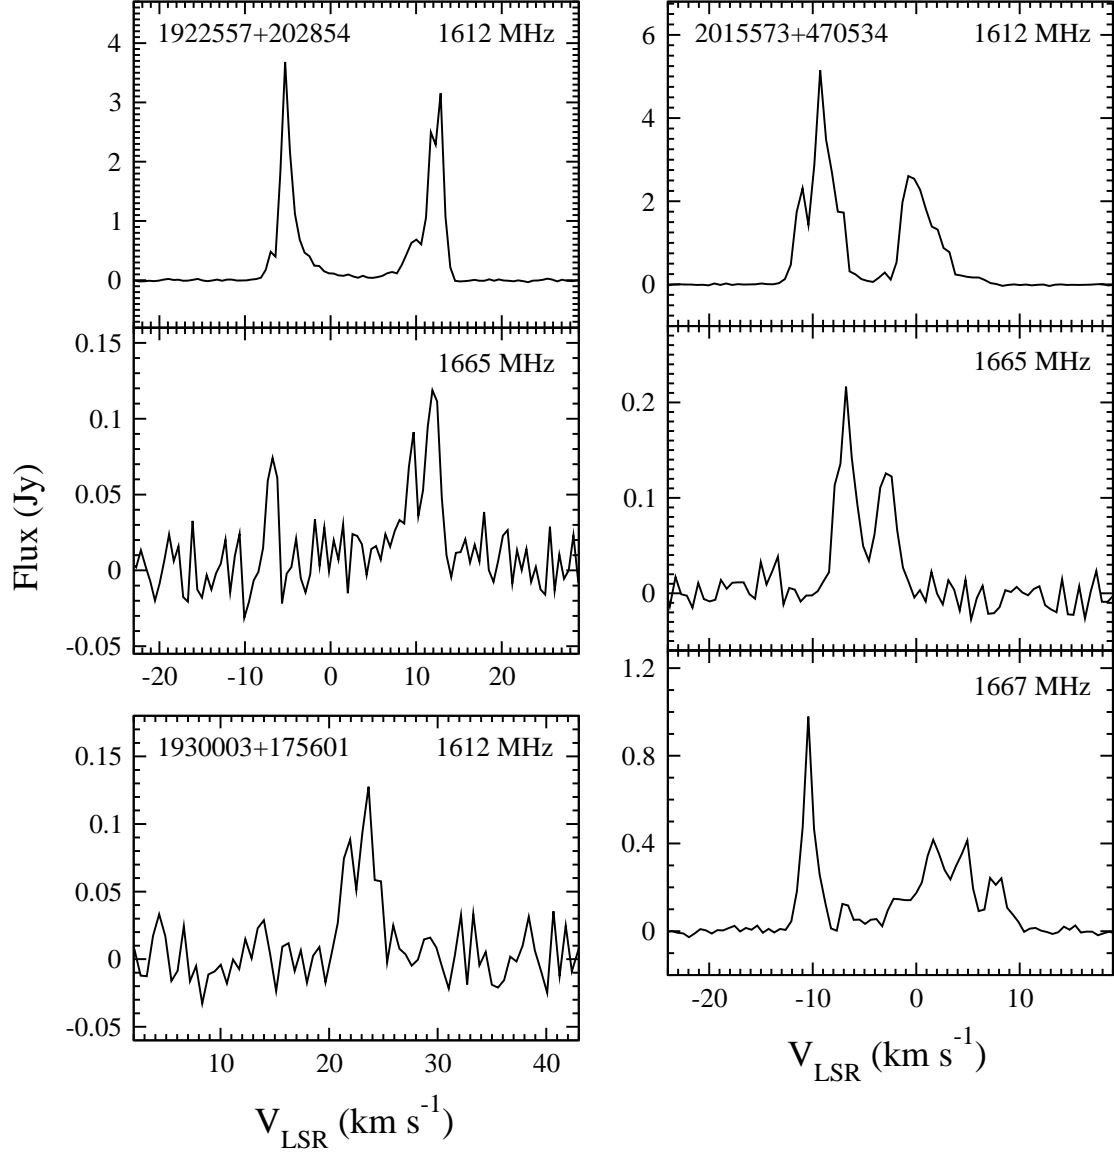 1922557+202854 1612 MHz
4
3
2
1
0
1665 MHz
0.15
0.1
0.05
0
-0.05
-20 -10 0 10 20
1930003+175601 1612 MHz
0.15
0.1
0.05
0
-0.05
10 20 30 40
V_LSR (km s^-1)
Flux (Jy)
2015573+470534 1612 MHz
6
4
2
0
1665 MHz
0.2
0.1
0
1667 MHz
1.2
0.8
0.4
0
-20 -10 0 10
V_LSR (km s^-1)